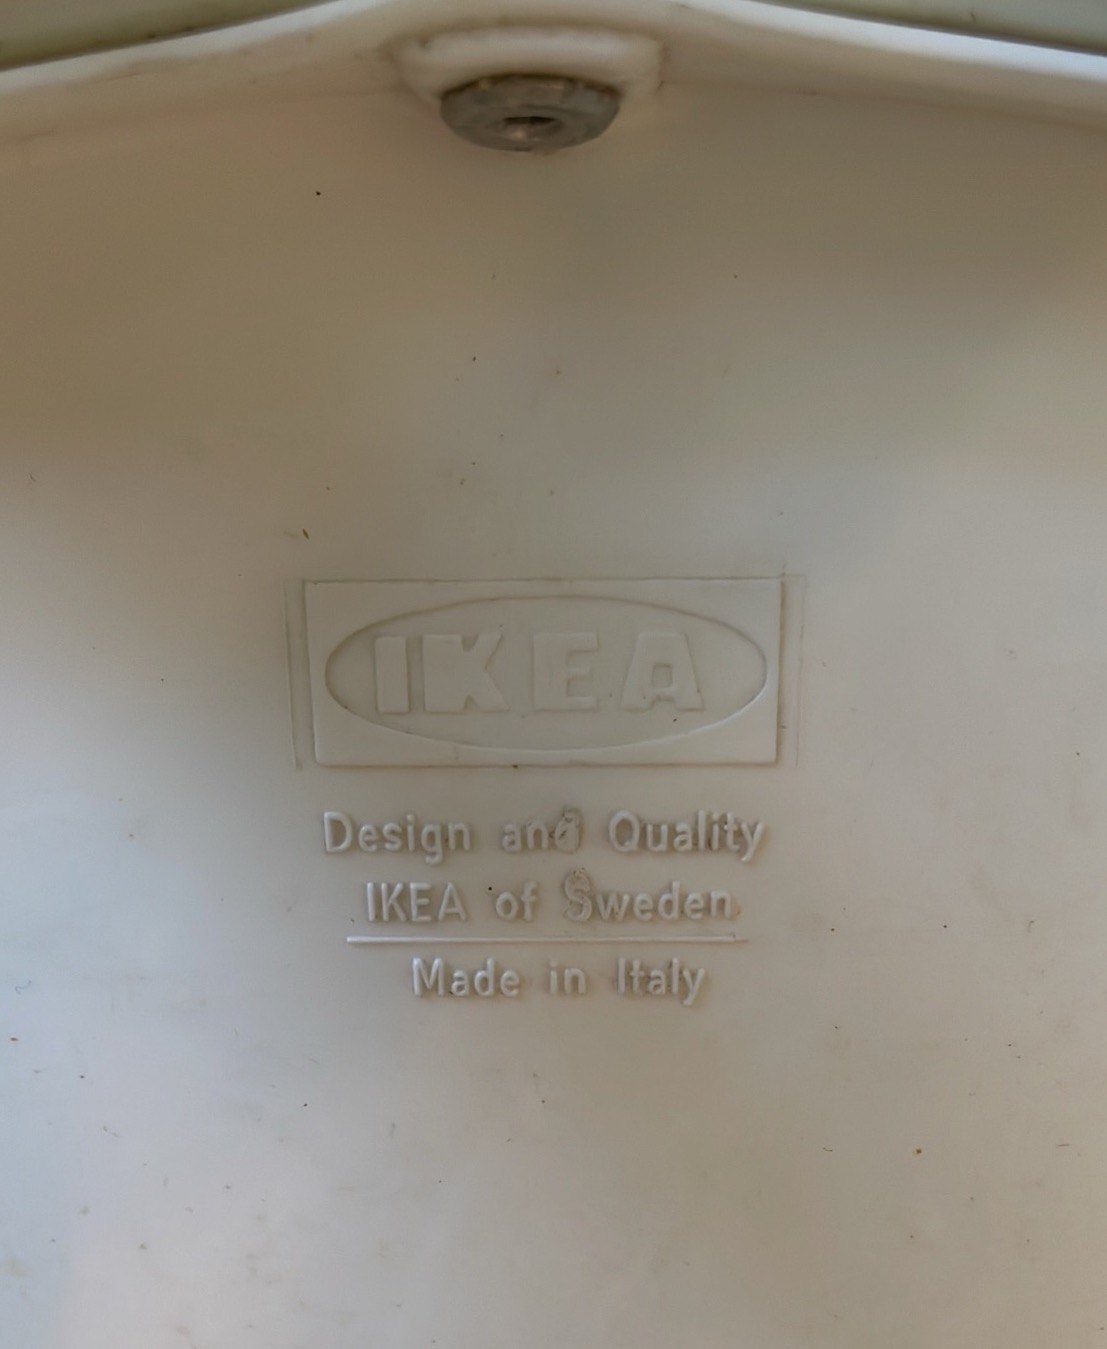 IKEA
Design and Quality
IKEA of Sweden
Made in Italy